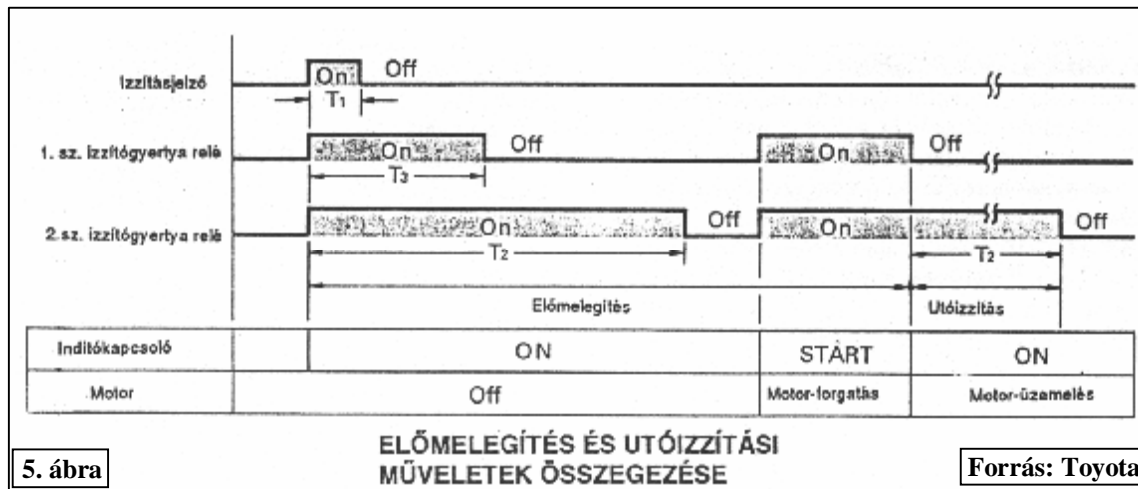 Izzításjelző On Off
T1
1. sz. izzítógyertya relé On Off On Off
T3
2. sz. izzítógyertya relé On Off On Off
T2 T2
Előmelegítés Utóizzítás
Indítókapcsoló ON START ON
Motor Off Motor-forgatás Motor-üzemelés
ELŐMELEGÍTÉS ÉS UTÓIZZÍTÁSI
MŰVELETEK ÖSSZEGEZÉSE
5. ábra
Forrás: Toyota